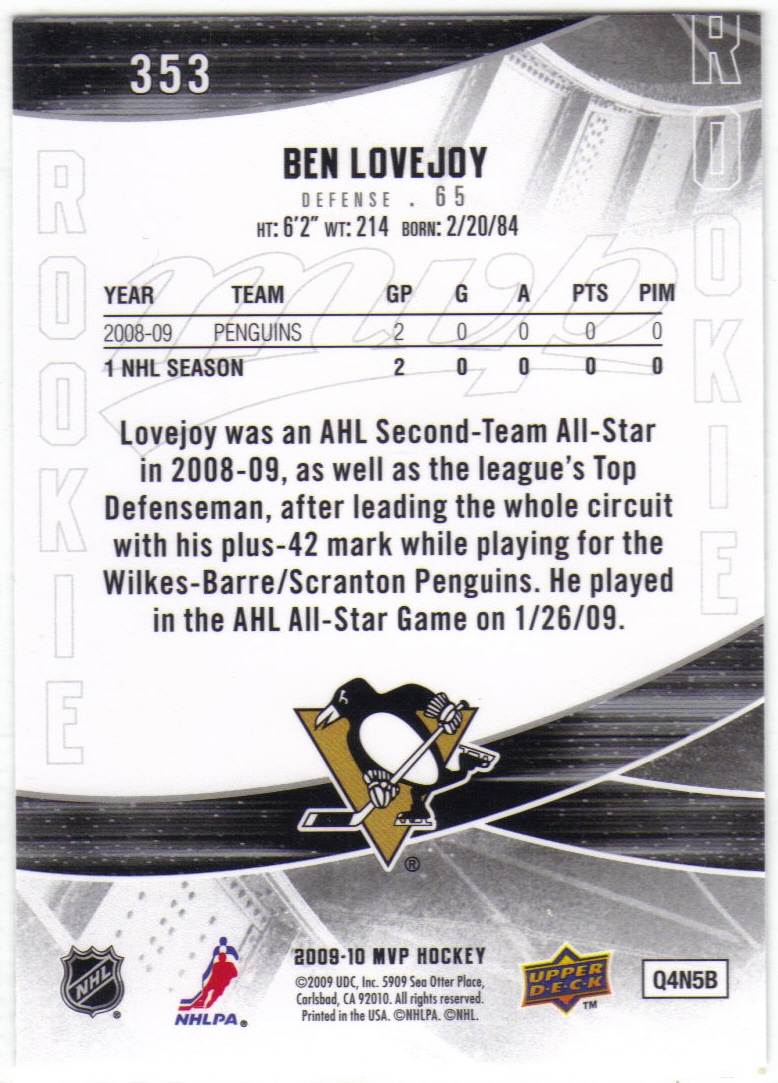 353
ROOKIE
ROOKIE
BEN LOVEJOY
DEFENSE . 65
HT: 6'2" WT: 214 BORN: 2/20/84
mvp
YEAR TEAM GP G A PTS PIM
2008-09 PENGUINS 2 0 0 0 0
1 NHL SEASON 2 0 0 0 0
Lovejoy was an AHL Second-Team All-Star
in 2008-09, as well as the league's Top
Defenseman, after leading the whole circuit
with his plus-42 mark while playing for the
Wilkes-Barre/Scranton Penguins. He played
in the AHL All-Star Game on 1/26/09.
®
2009-10 MVP HOCKEY
©2009 UDC, Inc. 5909 Sea Otter Place,
Carlsbad, CA 92010. All rights reserved.
Printed in the USA. ©NHLPA. ©NHL.
NHL ®
NHLPA®
UPPER
D·E·C·K
TM
Q4N5B